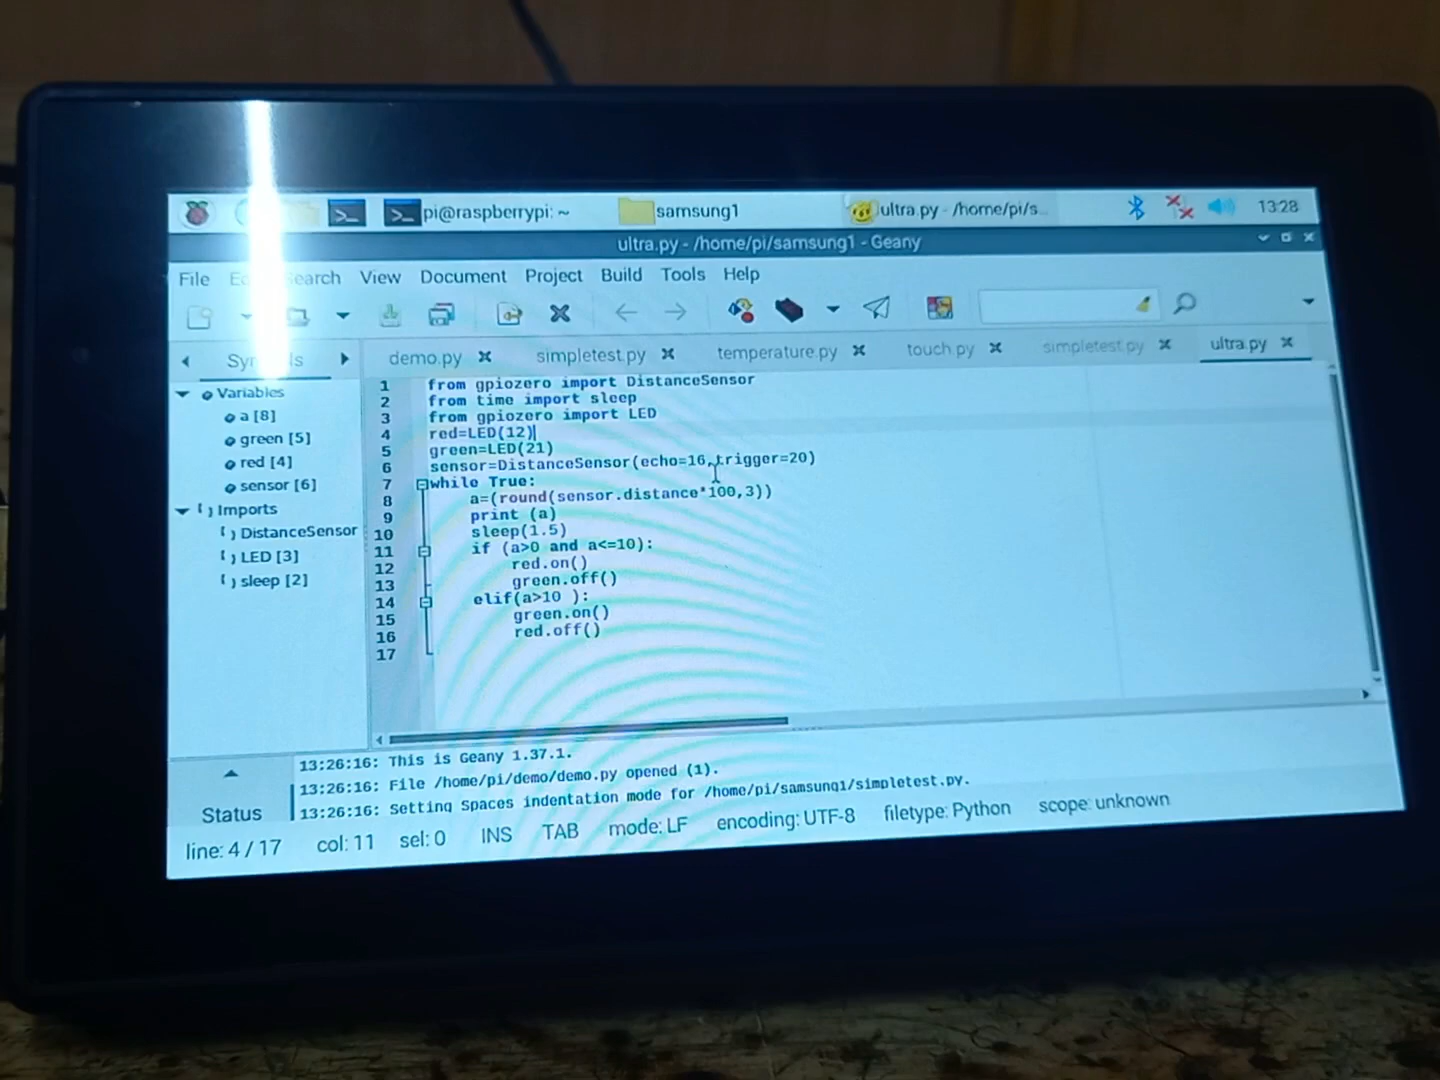 pi@raspberrypi: ~ samsung1 ultra.py - /home/pi/s... 13:28
ultra.py - /home/pi/samsung1 - Geany
File View Document Project Build Tools Help
demo.py simpletest.py temperature.py touch.py simpletest.py ultra.py
Variables
a [8]
green [5]
red [4]
sensor [6]
Imports
DistanceSensor
LED [3]
sleep [2]
1 from gpiozero import DistanceSensor
2 from time import sleep
3 from gpiozero import LED
4 red=LED(12)
5 green=LED(21)
6 sensor=DistanceSensor(echo=16,trigger=20)
7 while True:
8 a=(round(sensor.distance*100,3))
9 print (a)
10 sleep(1.5)
11 if (a>0 and a<=10):
12 red.on()
13 green.off()
14 elif(a>10 ):
15 green.on()
16 red.off()
17
Status
13:26:16: This is Geany 1.37.1.
13:26:16: File /home/pi/demo/demo.py opened (1).
13:26:16: Setting Spaces indentation mode for /home/pi/samsung1/simpletest.py.
line: 4 / 17 col: 11 sel: 0 INS TAB mode: LF encoding: UTF-8 filetype: Python scope: unknown